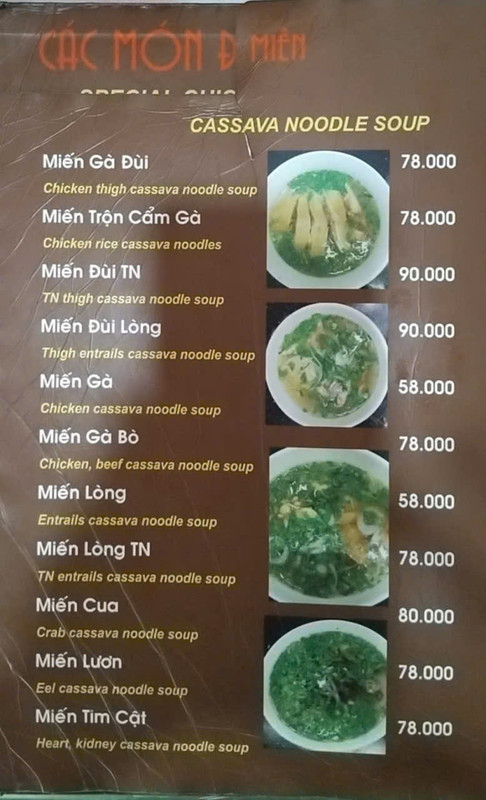 CÁC MÓN Đ MIẾN
CASSAVA NOODLE SOUP
Miến Gà Đùi 78.000
Chicken thigh cassava noodle soup
Miến Trộn Cẩm Gà 78.000
Chicken rice cassava noodles
Miến Đùi TN 90.000
TN thigh cassava noodle soup
Miến Đùi Lòng 90.000
Thigh entrails cassava noodle soup
Miến Gà 58.000
Chicken cassava noodle soup
Miến Gà Bò 78.000
Chicken, beef cassava noodle soup
Miến Lòng 58.000
Entrails cassava noodle soup
Miến Lòng TN 78.000
TN entrails cassava noodle soup
Miến Cua 80.000
Crab cassava noodle soup
Miến Lươn 78.000
Eel cassava noodle soup
Miến Tim Cật 78.000
Heart, kidney cassava noodle soup